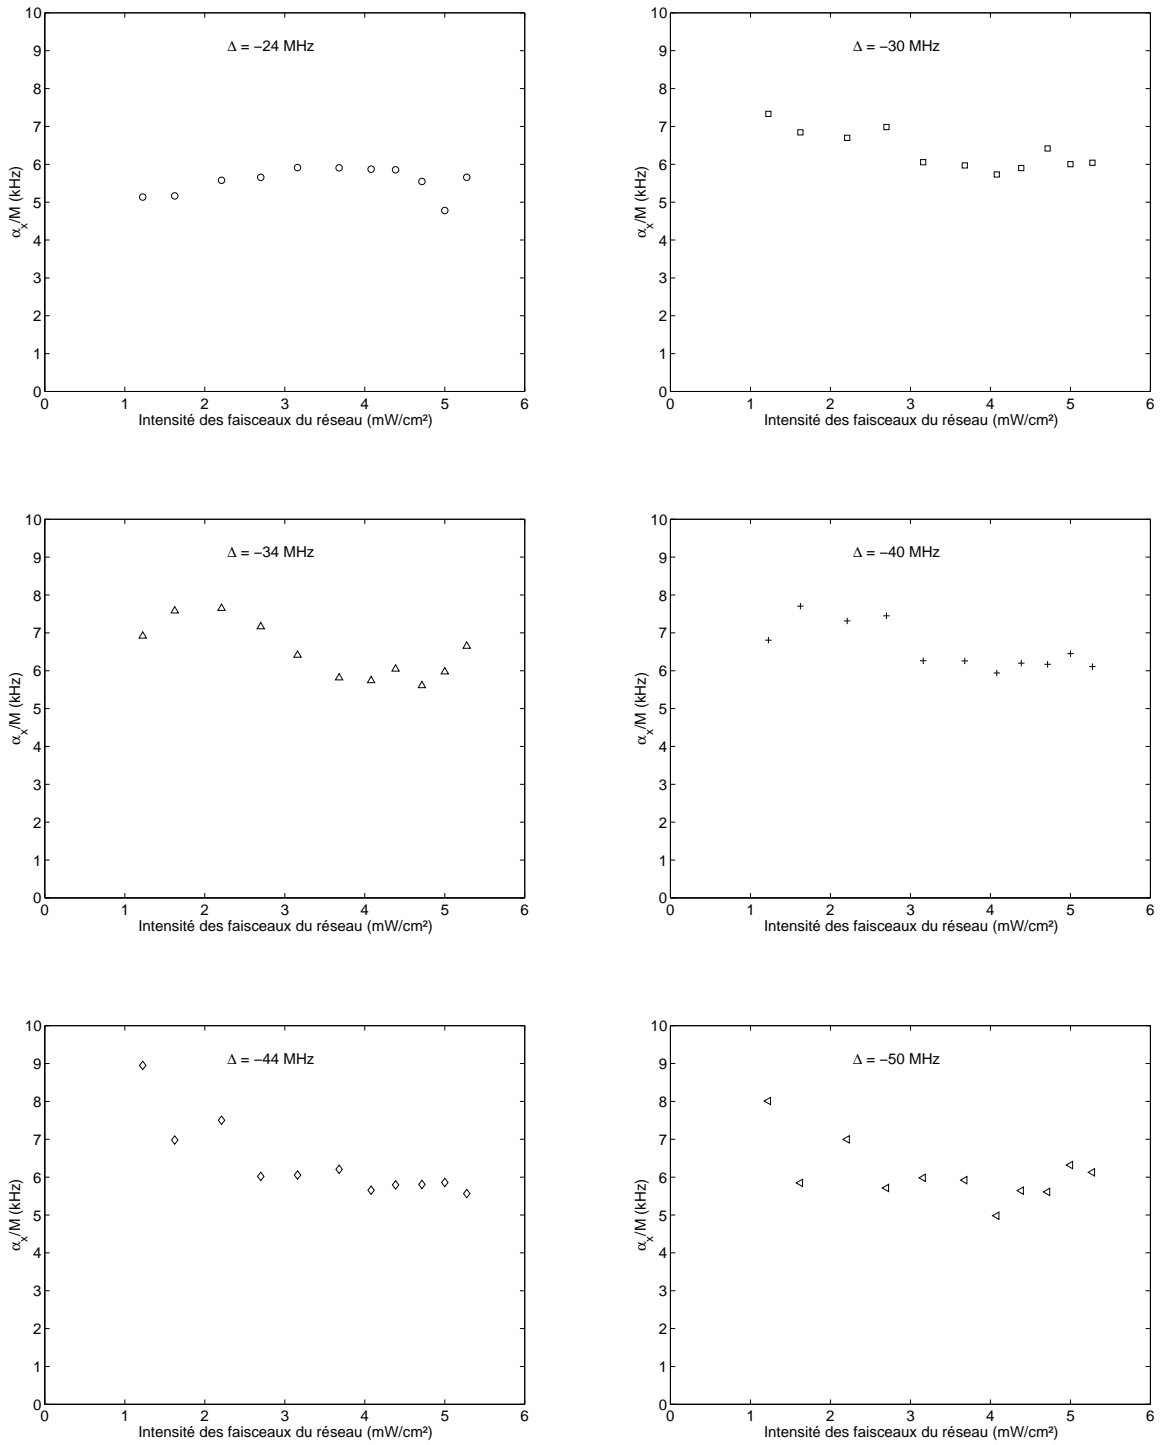 Δ = −24 MHz
10
9
8
7
6
5
4
3
2
1
0
αx/M (kHz)
0 1 2 3 4 5 6
Intensité des faisceaux du réseau (mW/cm²)
Δ = −30 MHz
10
9
8
7
6
5
4
3
2
1
0
αx/M (kHz)
0 1 2 3 4 5 6
Intensité des faisceaux du réseau (mW/cm²)
Δ = −34 MHz
10
9
8
7
6
5
4
3
2
1
0
αx/M (kHz)
0 1 2 3 4 5 6
Intensité des faisceaux du réseau (mW/cm²)
Δ = −40 MHz
10
9
8
7
6
5
4
3
2
1
0
αx/M (kHz)
0 1 2 3 4 5 6
Intensité des faisceaux du réseau (mW/cm²)
Δ = −44 MHz
10
9
8
7
6
5
4
3
2
1
0
αx/M (kHz)
0 1 2 3 4 5 6
Intensité des faisceaux du réseau (mW/cm²)
Δ = −50 MHz
10
9
8
7
6
5
4
3
2
1
0
αx/M (kHz)
0 1 2 3 4 5 6
Intensité des faisceaux du réseau (mW/cm²)